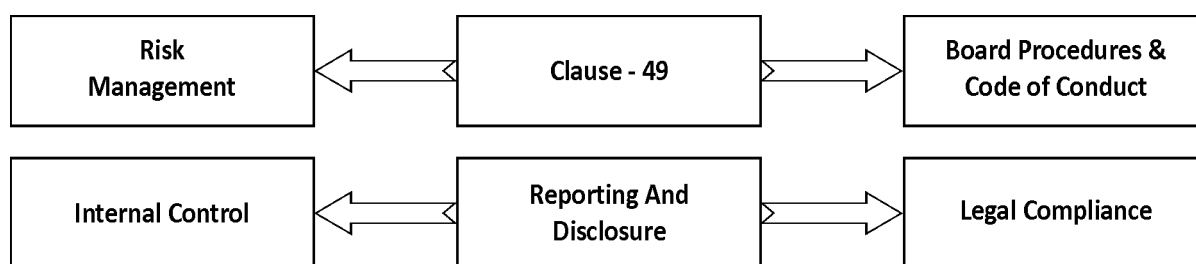 Risk
Management
Clause - 49
Board Procedures &
Code of Conduct
Internal Control
Reporting And
Disclosure
Legal Compliance